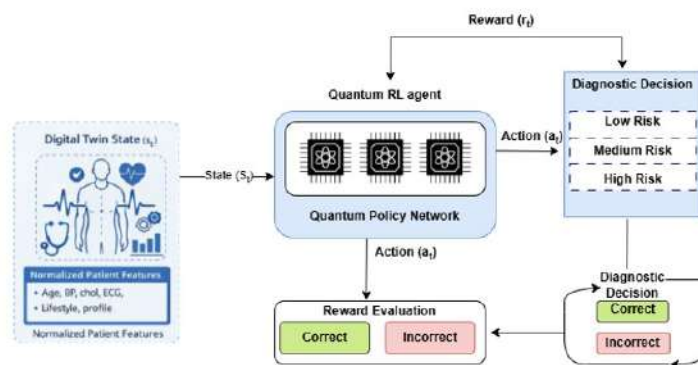 Reward (rt)
Quantum RL agent
Diagnostic Decision
Digital Twin State (st)
Low Risk
Action (at)
Medium Risk
State (St)
High Risk
Quantum Policy Network
Normalized Patient Features
• Age, BP, chol, ECG,
• Lifestyle, profile
Normalized Patient Features
Action (at)
Diagnostic
Decision
Reward Evaluation
Correct
Incorrect
Correct
Incorrect